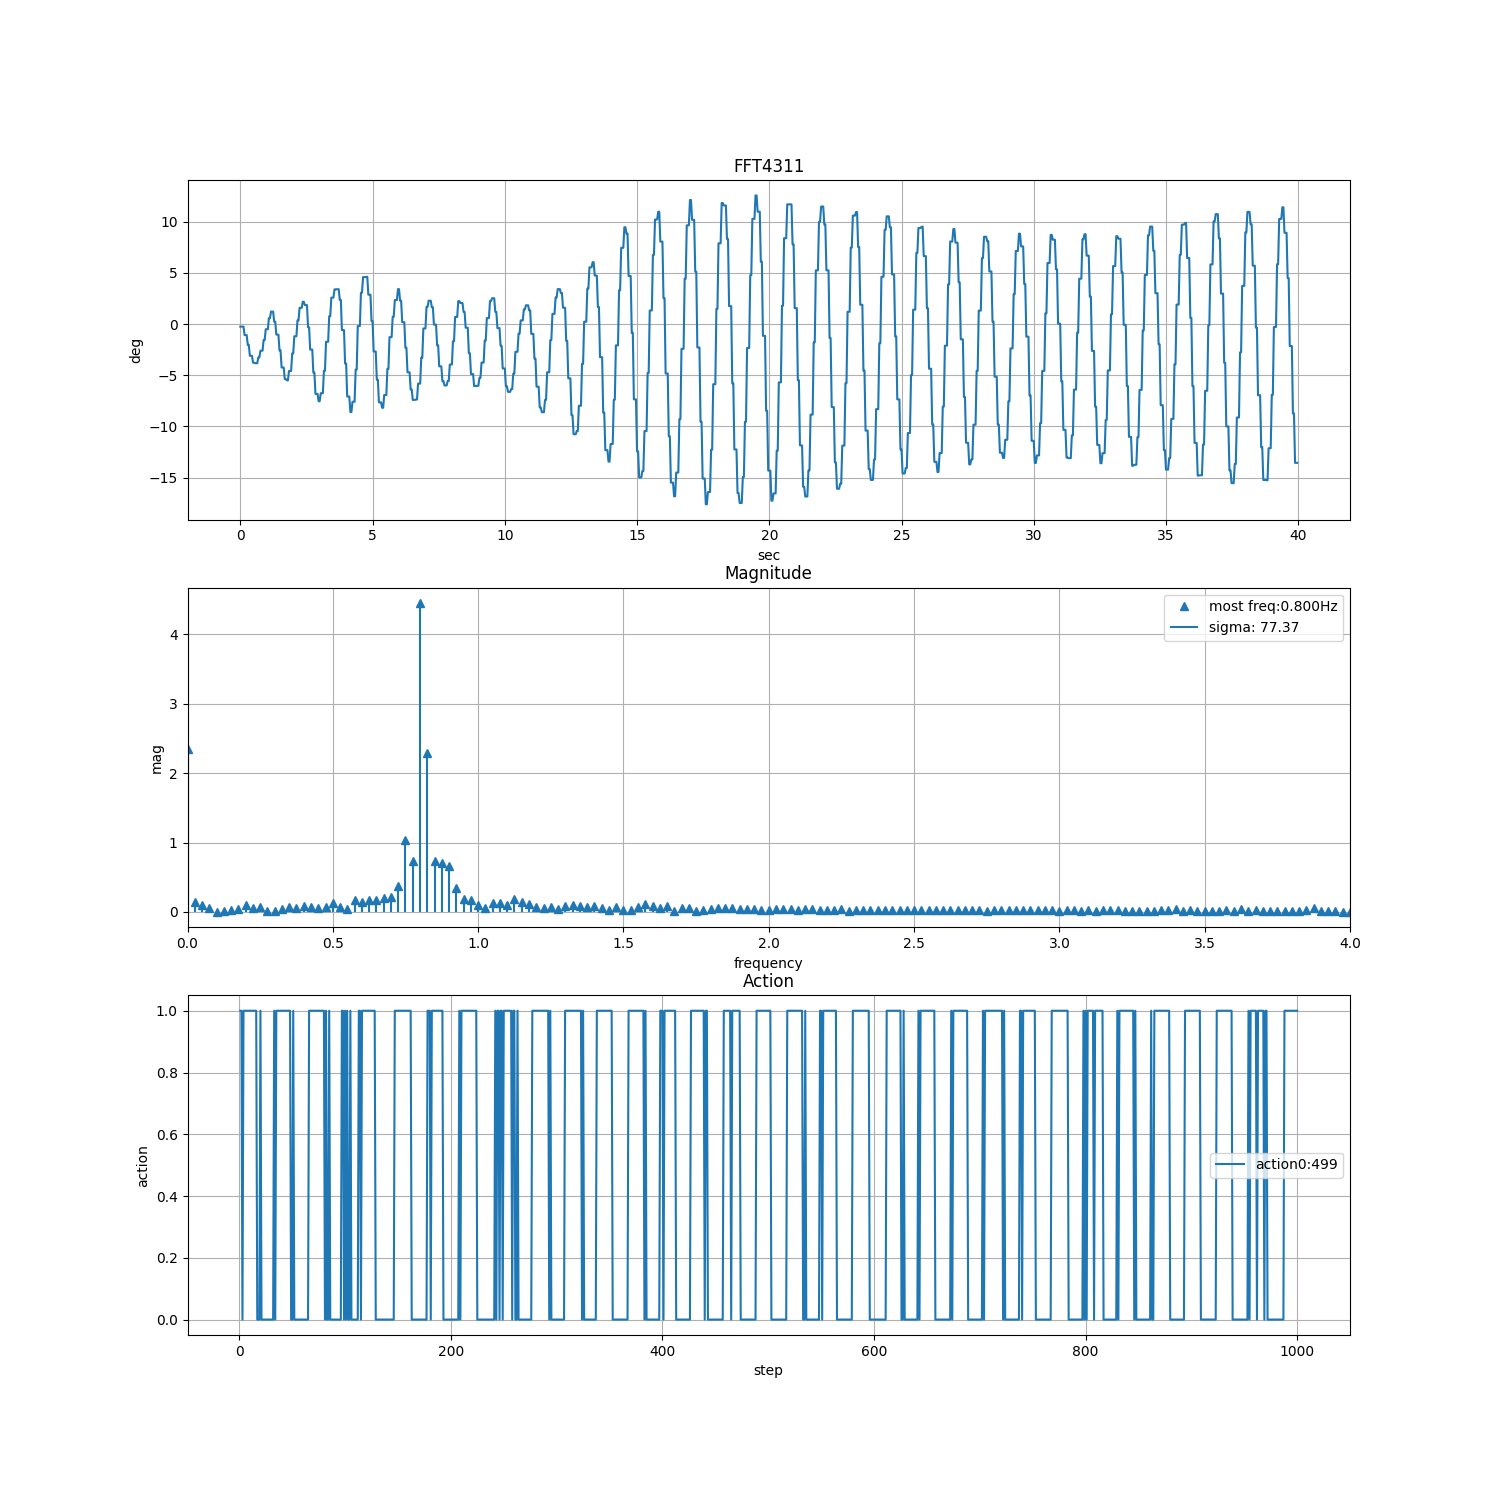 FFT4311
10
5
0
−5
−10
−15
deg
0 5 10 15 20 25 30 35 40
sec
Magnitude
most freq:0.800Hz
sigma: 77.37
4
3
2
1
0
mag
0.0 0.5 1.0 1.5 2.0 2.5 3.0 3.5 4.0
frequency
Action
1.0
0.8
0.6
0.4
0.2
0.0
action
action0:499
0 200 400 600 800 1000
step